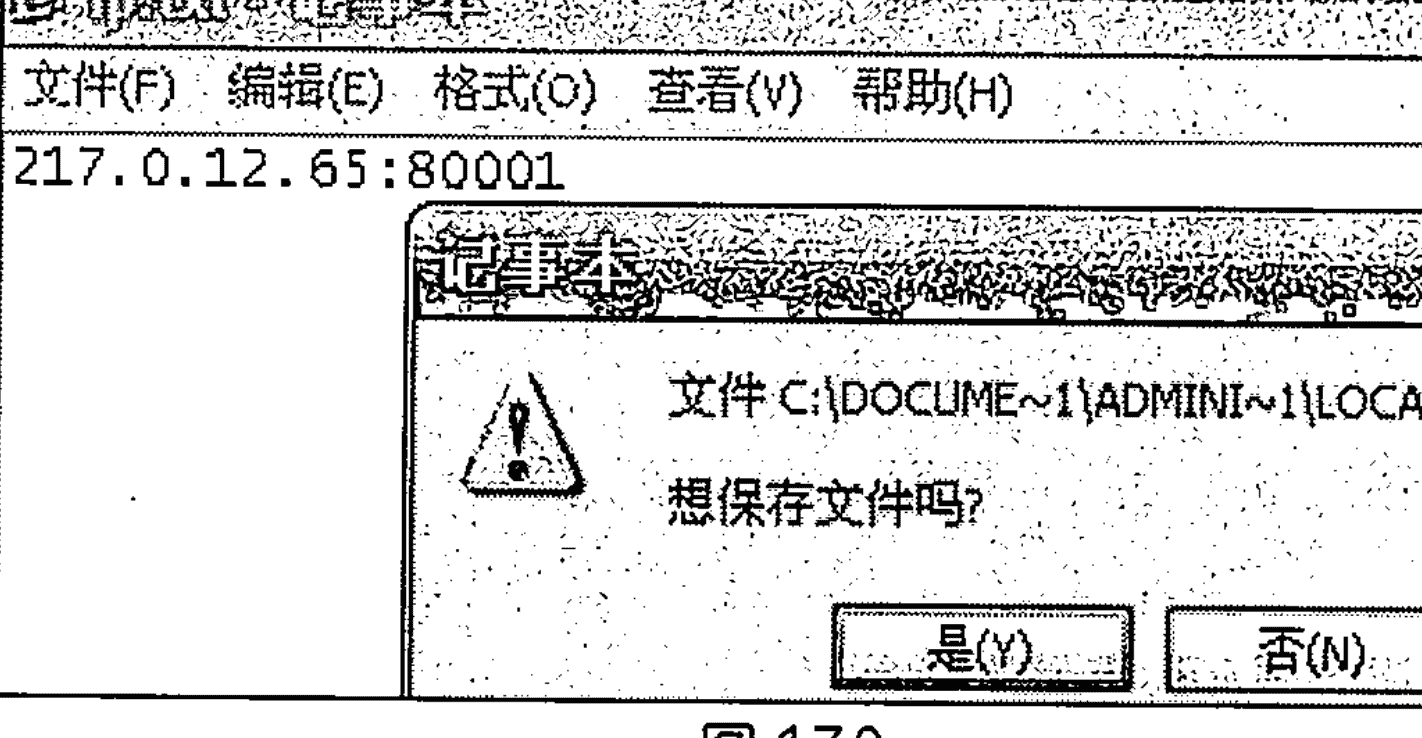 文件(F) 编辑(E) 格式(O) 查看(V) 帮助(H)
217.0.12.65:80001
记事本
文件 C:\DOCUME~1\ADMINI~1\LOCA
想保存文件吗?
是(Y) 否(N)